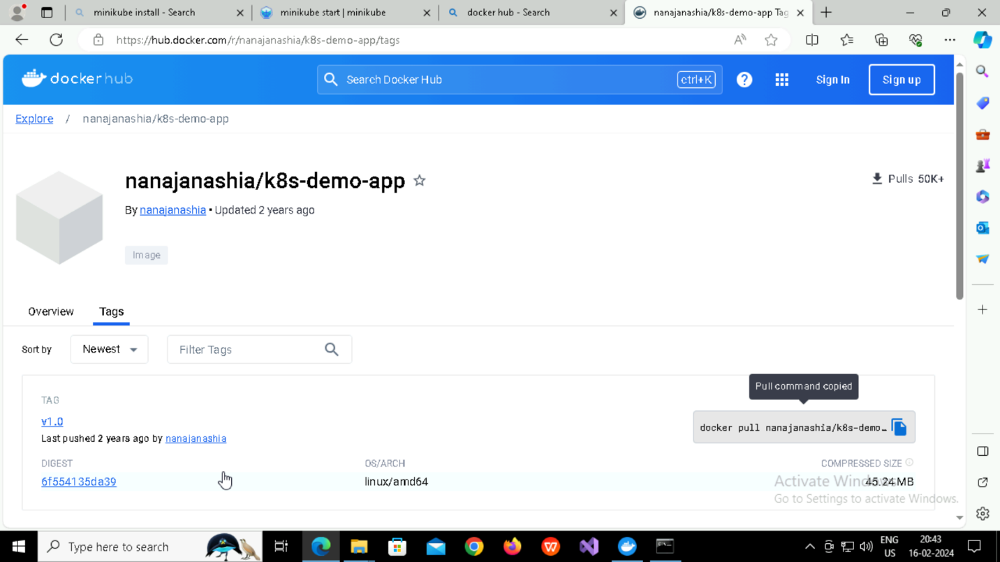 minikube install - Search
minikube start | minikube
docker hub - Search
nanajanashia/k8s-demo-app Tag
https://hub.docker.com/r/nanajanashia/k8s-demo-app/tags
dockerhub
Search Docker Hub
ctrl+K
Sign In
Sign up
Explore / nanajanashia/k8s-demo-app
nanajanashia/k8s-demo-app
Pulls 50K+
By nanajanashia • Updated 2 years ago
Image
Overview
Tags
Sort by
Newest
Filter Tags
Pull command copied
TAG
v1.0
docker pull nanajanashia/k8s-demo…
Last pushed 2 years ago by nanajanashia
DIGEST
OS/ARCH
COMPRESSED SIZE
6f554135da39
linux/amd64
45.24 MB
Activate Windows
Go to Settings to activate Windows.
Type here to search
ENG
US
20:43
16-02-2024